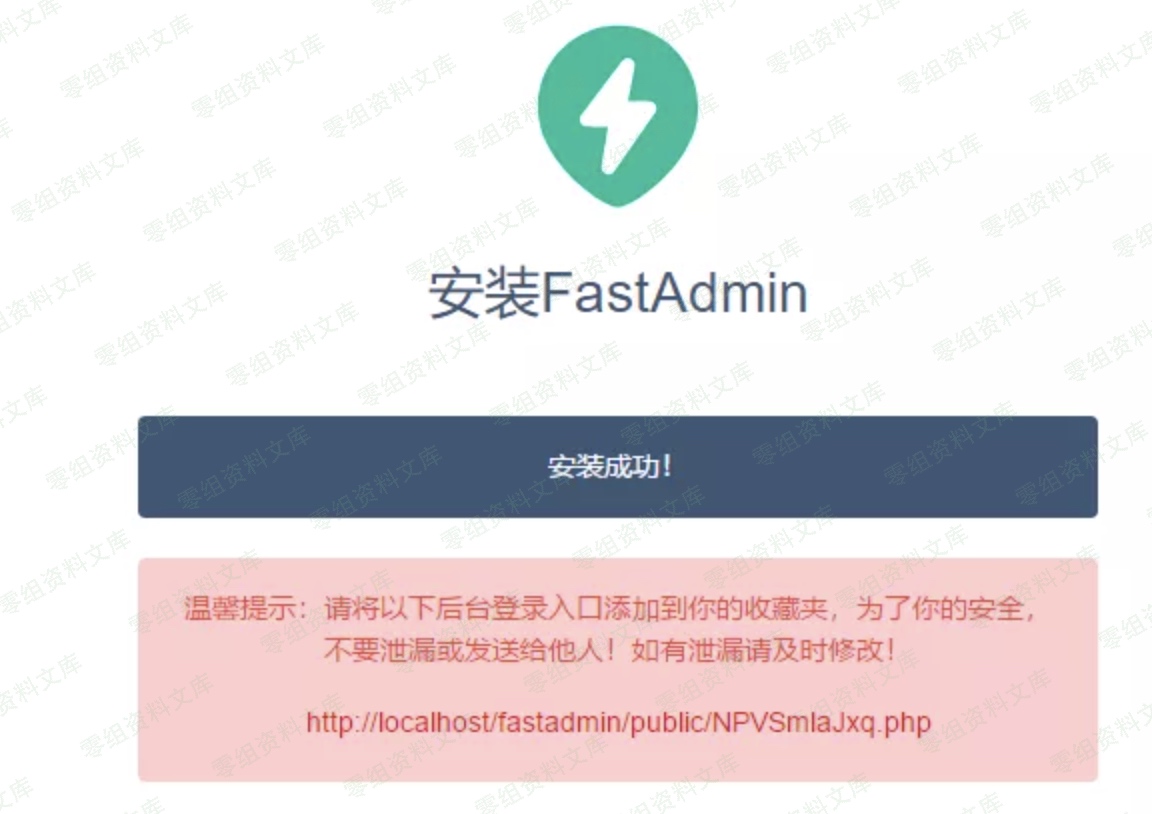 安装FastAdmin
安装成功！
温馨提示：请将以下后台登录入口添加到你的收藏夹，为了你的安全，
不要泄漏或发送给他人！如有泄漏请及时修改！
http://localhost/fastadmin/public/NPVSmlaJxq.php
零组资料文库